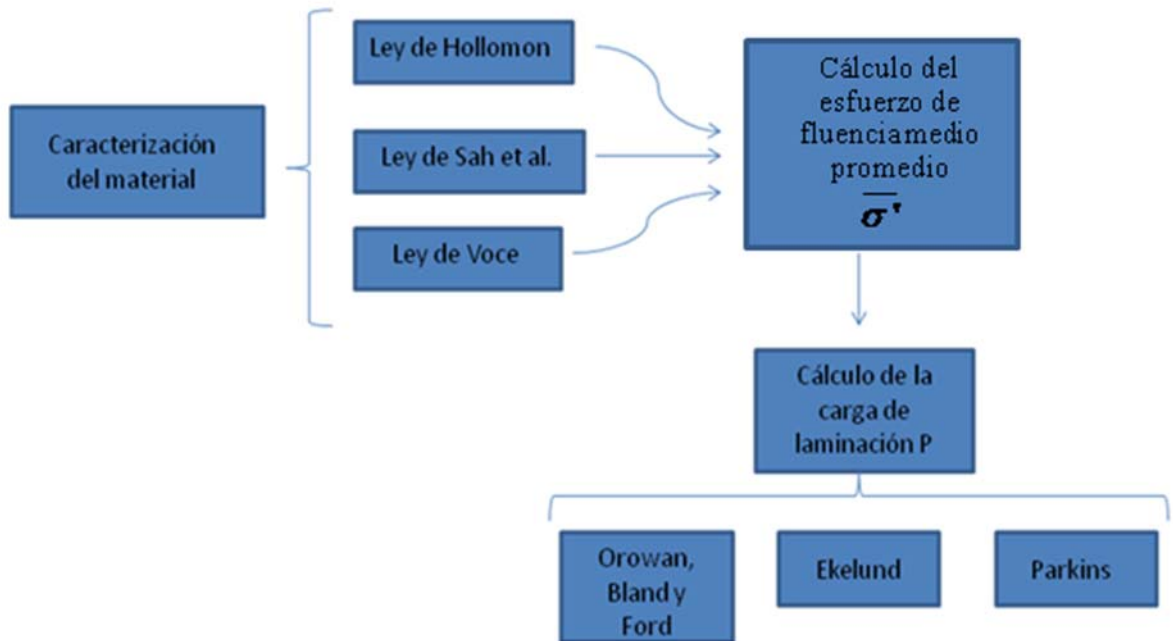 Caracterización
del material
Ley de Hollomon
Ley de Sah et al.
Ley de Voce
Cálculo del
esfuerzo de
fluenciamedio
promedio
σ̅'
Cálculo de la
carga de
laminación P
Orowan,
Bland y
Ford
Ekelund
Parkins